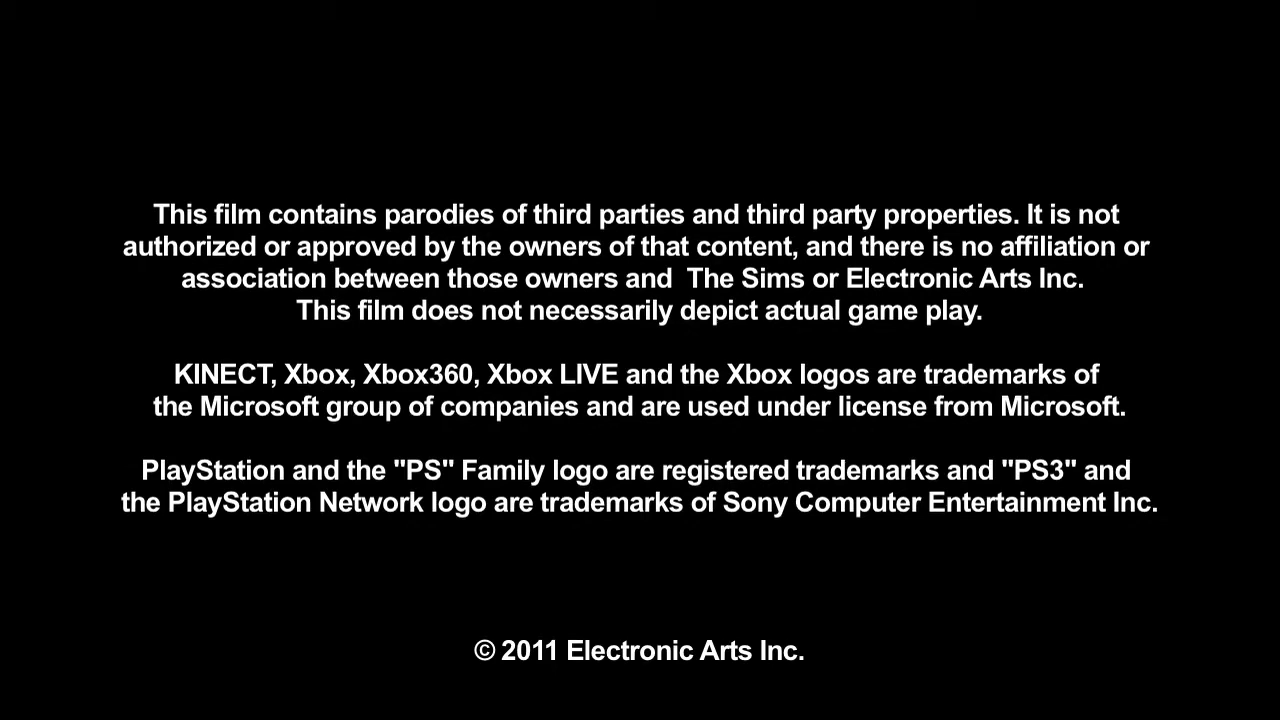 This film contains parodies of third parties and third party properties. It is not
authorized or approved by the owners of that content, and there is no affiliation or
association between those owners and  The Sims or Electronic Arts Inc.
This film does not necessarily depict actual game play.
KINECT, Xbox, Xbox360, Xbox LIVE and the Xbox logos are trademarks of
the Microsoft group of companies and are used under license from Microsoft.
PlayStation and the "PS" Family logo are registered trademarks and "PS3" and
the PlayStation Network logo are trademarks of Sony Computer Entertainment Inc.
© 2011 Electronic Arts Inc.